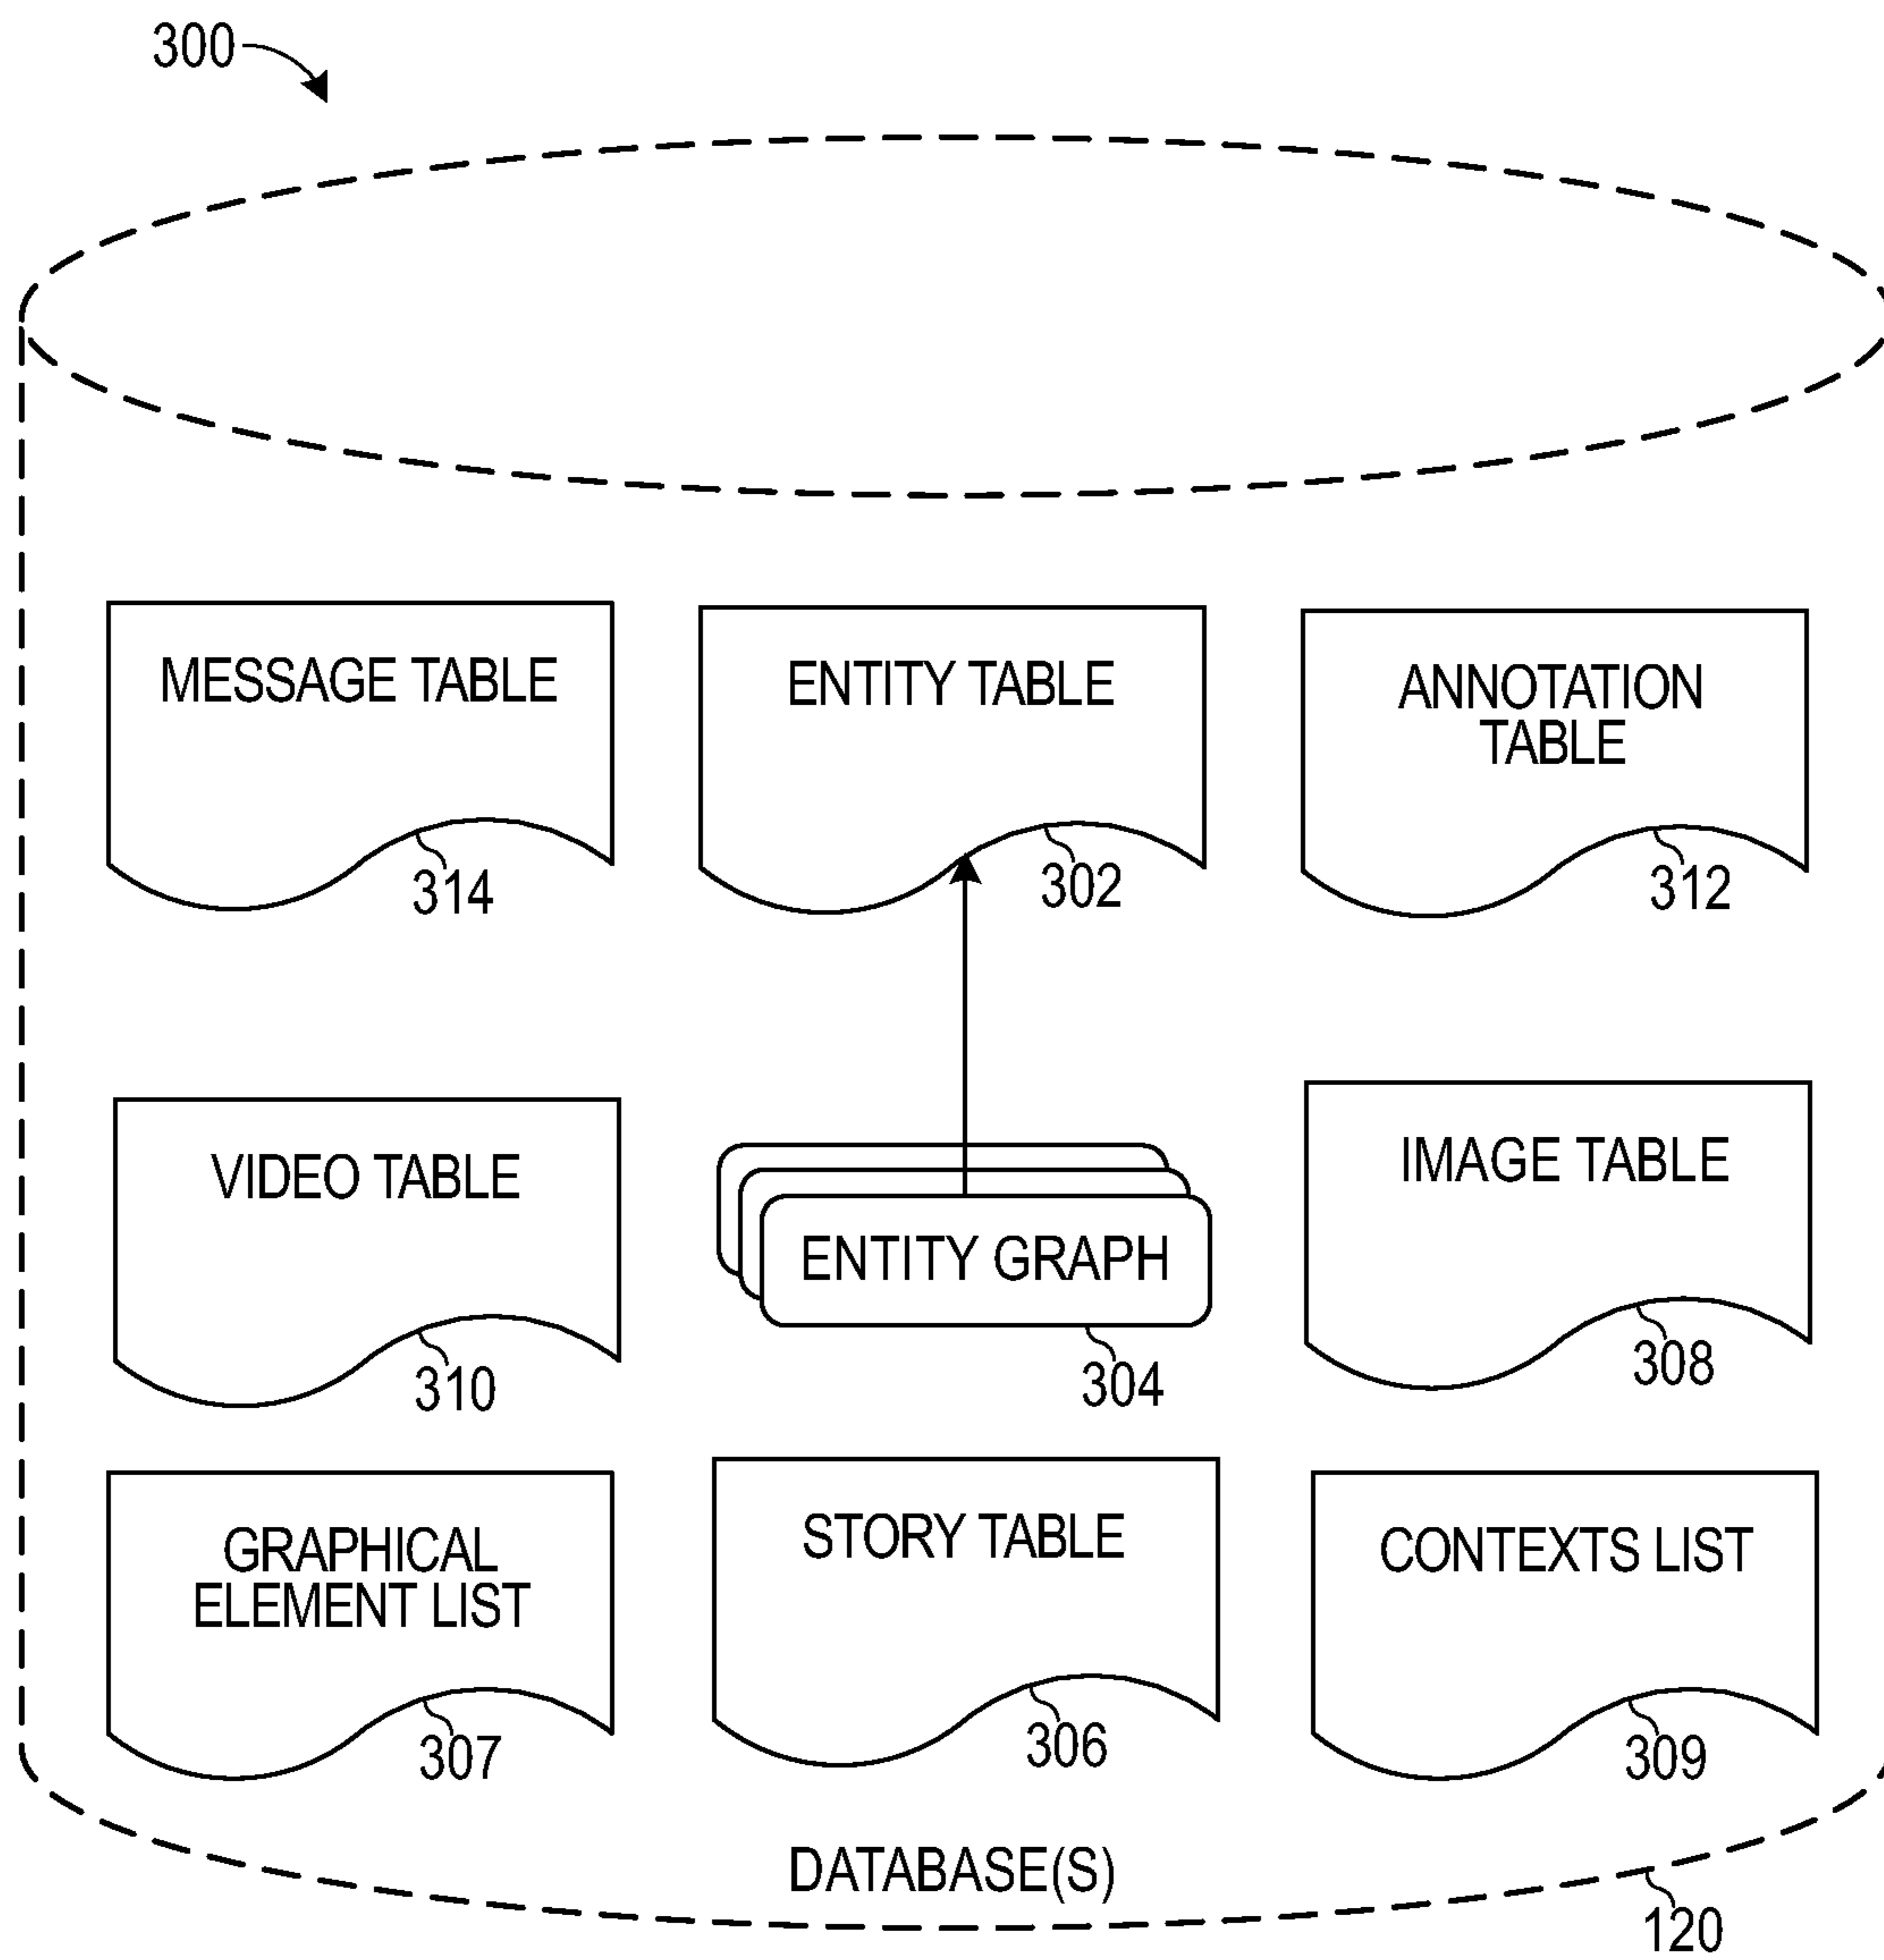 300
MESSAGE TABLE
314
ENTITY TABLE
302
ANNOTATION
TABLE
312
VIDEO TABLE
310
ENTITY GRAPH
304
IMAGE TABLE
308
GRAPHICAL
ELEMENT LIST
307
STORY TABLE
306
CONTEXTS LIST
309
DATABASE(S)
120